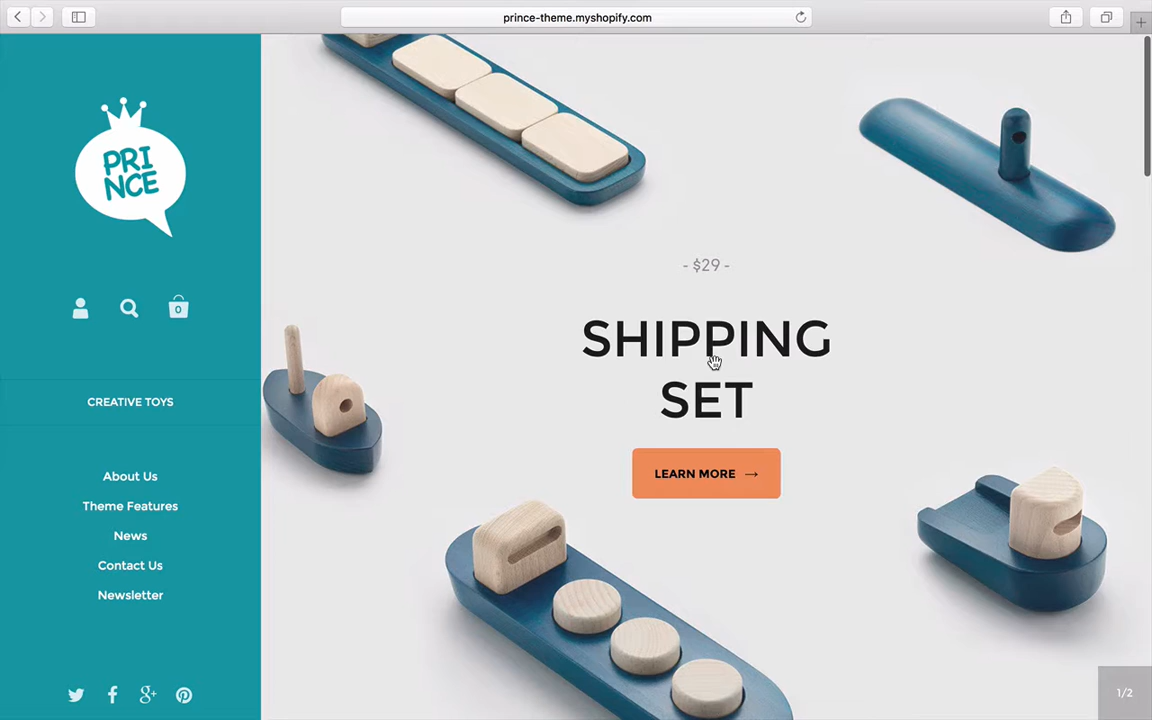 prince-theme.myshopify.com
PRI
NCE
0
CREATIVE TOYS
About Us
Theme Features
News
Contact Us
Newsletter
- $29 -
SHIPPING
SET
LEARN MORE →
1/2